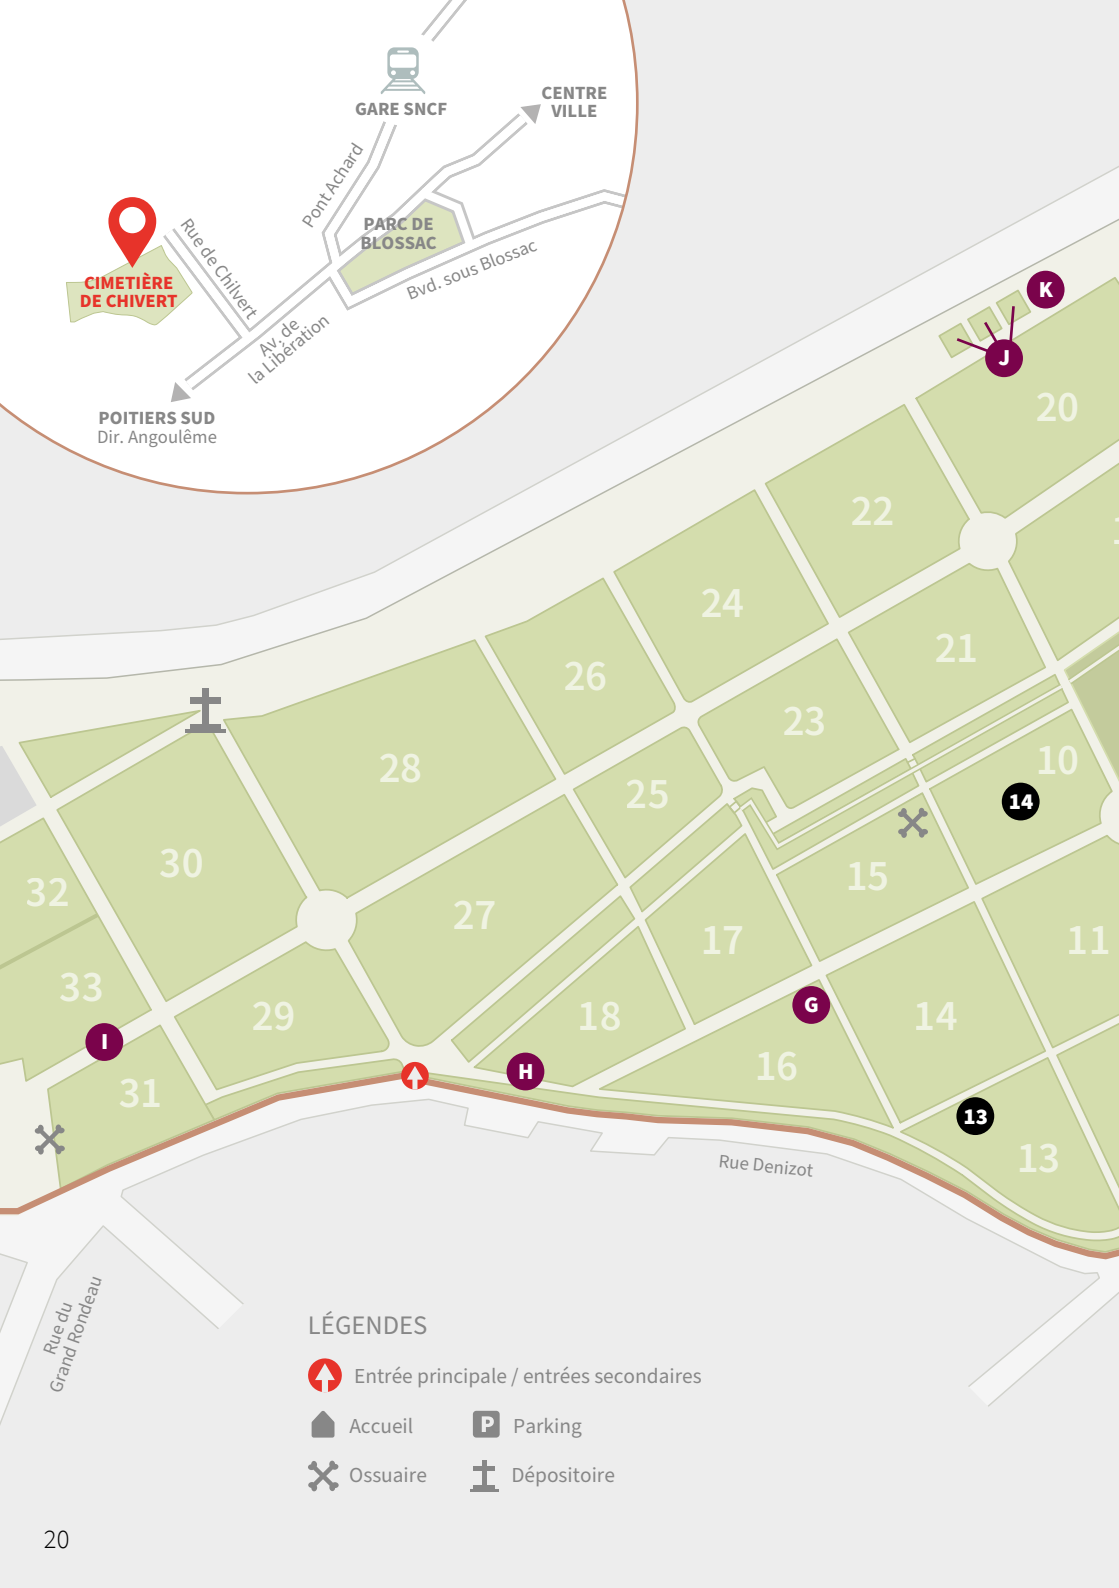 GARE SNCF
CENTRE
VILLE
Pont Achard
PARC DE
BLOSSAC
Rue de Chilvert
CIMETIÈRE
DE CHIVERT
Bvd. sous Blossac
Av. de
la Libération
POITIERS SUD
Dir. Angoulême
K
J
20
22
24
21
26
23
10
14
28
25
15
30
32
27
17
11
33
G
29
18
14
I
H
16
31
13
13
Rue Denizot
Rue du
Grand Rondeau
LÉGENDES
Entrée principale / entrées secondaires
Accueil
P Parking
Ossuaire
Dépositoire
20